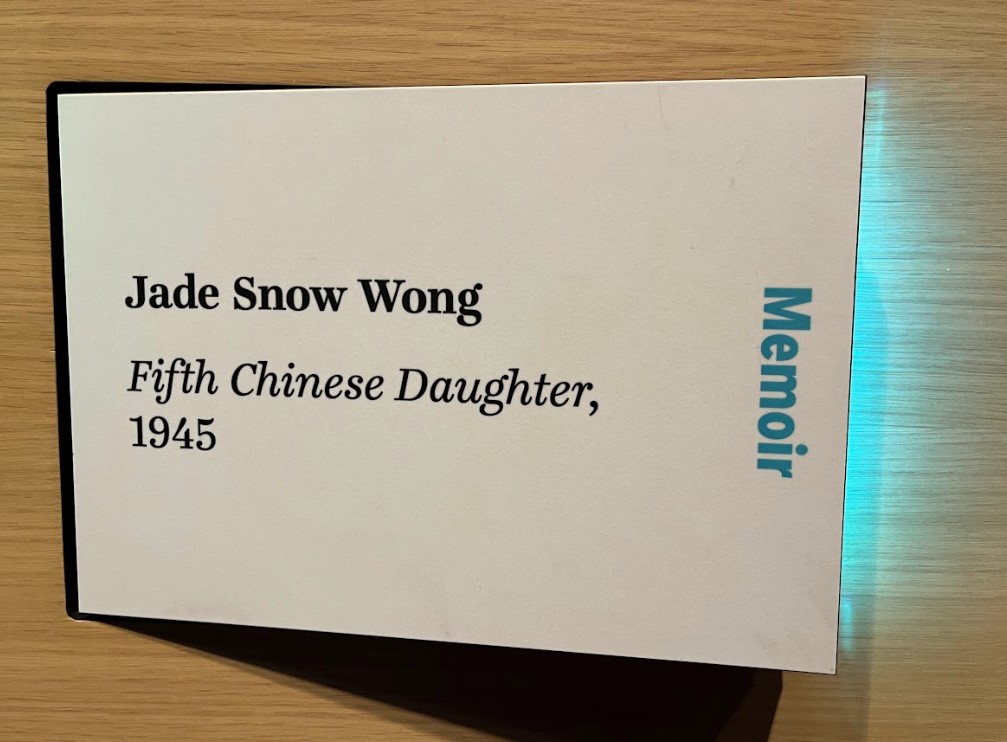 Jade Snow Wong
Fifth Chinese Daughter,
1945
Memoir